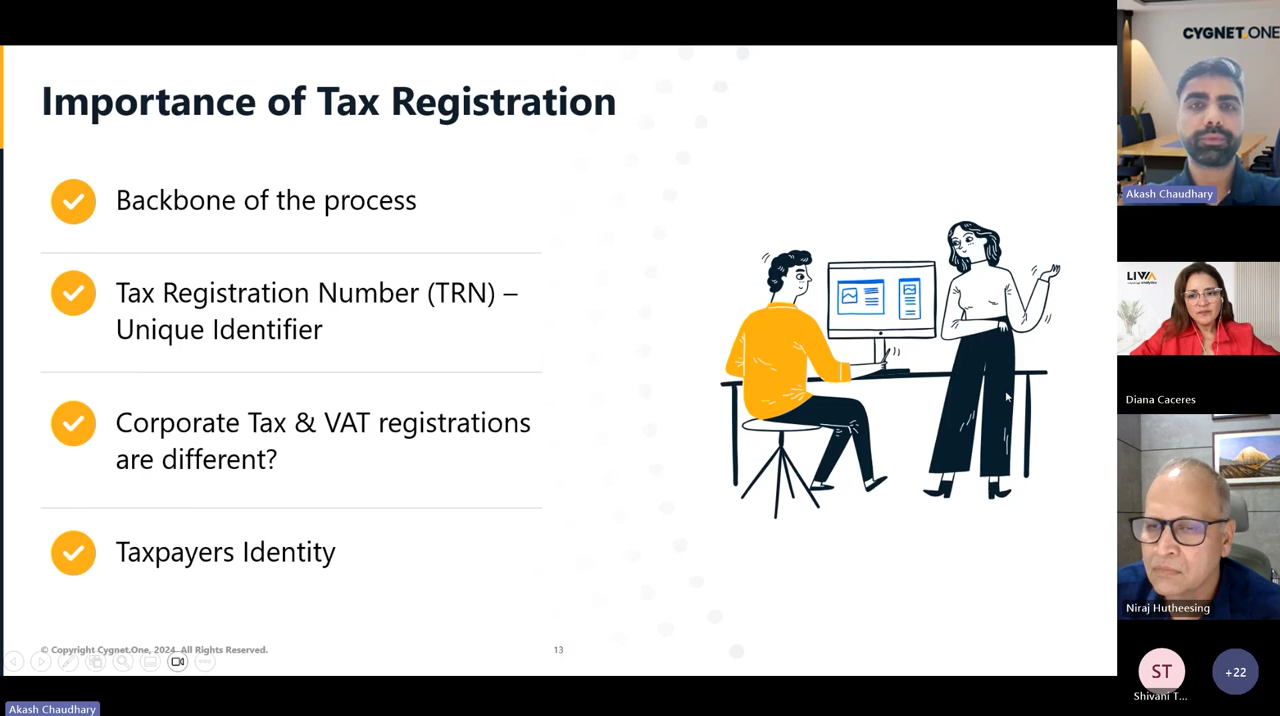 Importance of Tax Registration
Backbone of the process
Tax Registration Number (TRN) –
Unique Identifier
Corporate Tax & VAT registrations
are different?
Taxpayers Identity
© Copyright Cygnet.One, 2024 All Rights Reserved.
13
Akash Chaudhary
CYGNET.ONE
Akash Chaudhary
LIVVA
Diana Caceres
Niraj Hutheesing
ST
Shivani T...
+22